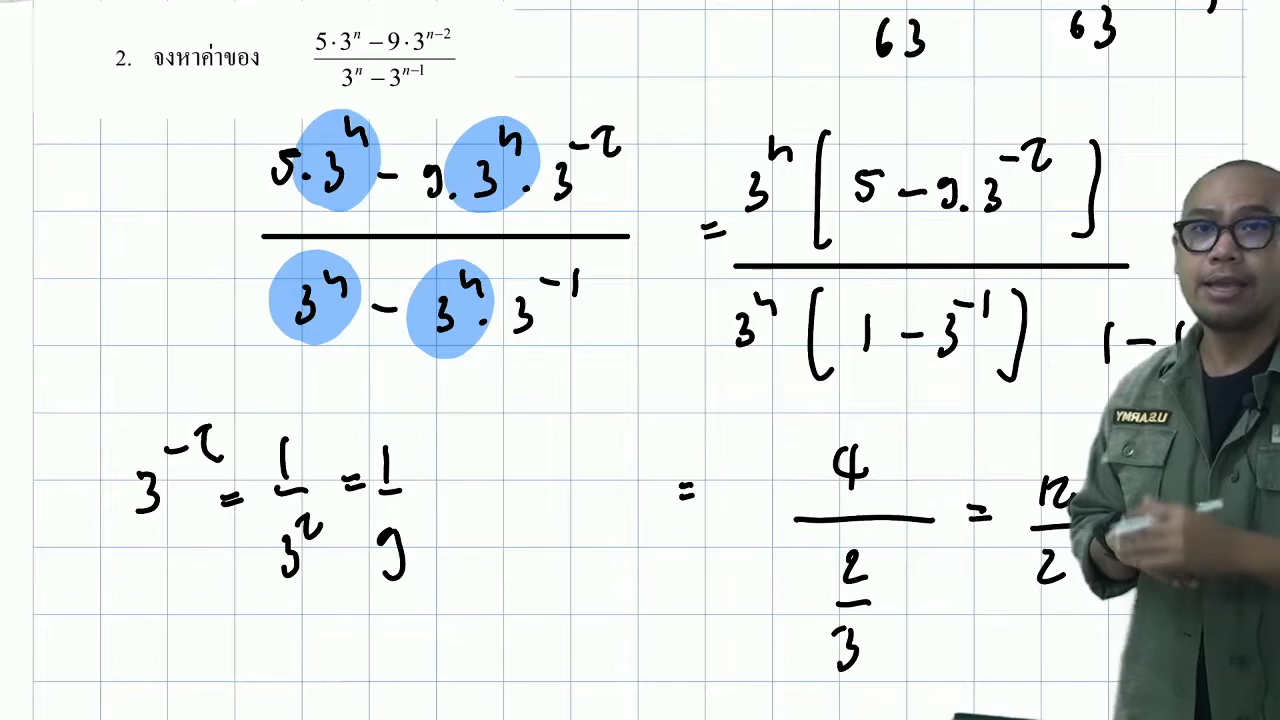 63 63
2. จงหาค่าของ (5·3ⁿ − 9·3ⁿ⁻²)/(3ⁿ − 3ⁿ⁻¹)
(5·3ⁿ − 9·3ⁿ·3⁻²)/(3ⁿ − 3ⁿ·3⁻¹) = 3ⁿ[5 − 9·3⁻²]/3ⁿ[1 − 3⁻¹]
1 −
3⁻² = 1/3² = 1/9
= 4/(2/3) = 12/2
U.S.ARMY